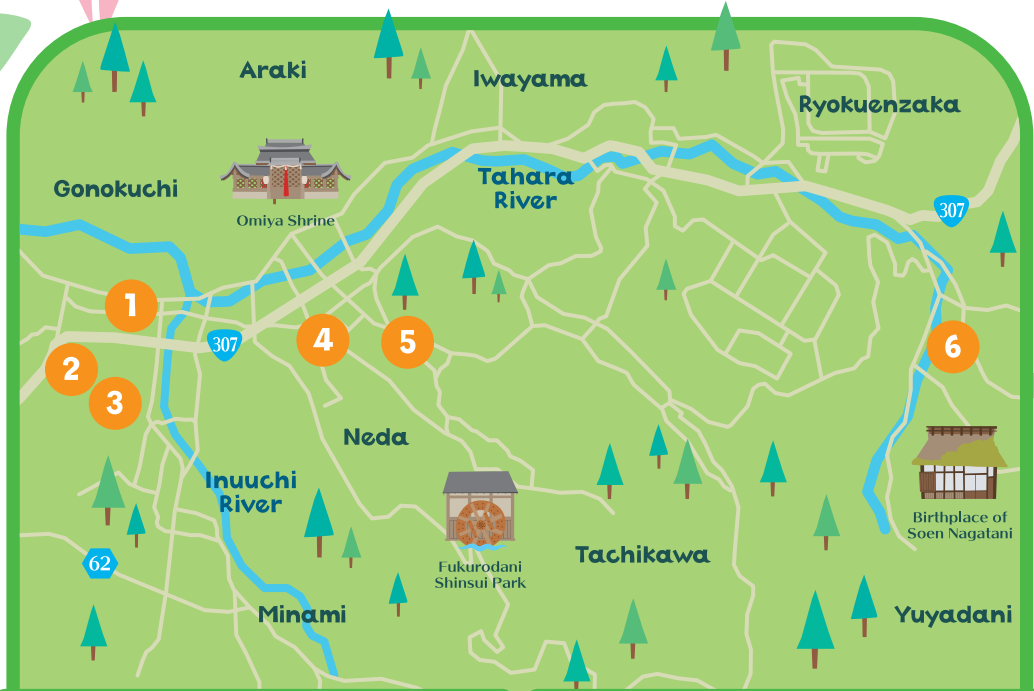 Araki
Iwayama
Ryokuenzaka
Gonokuchi
Omiya Shrine
Tahara
River
307
1
307
2
3
4
5
6
Neda
Inuuchi
River
Birthplace of
Soen Nagatani
62
Fukurodani
Shinsui Park
Tachikawa
Minami
Yuyadani